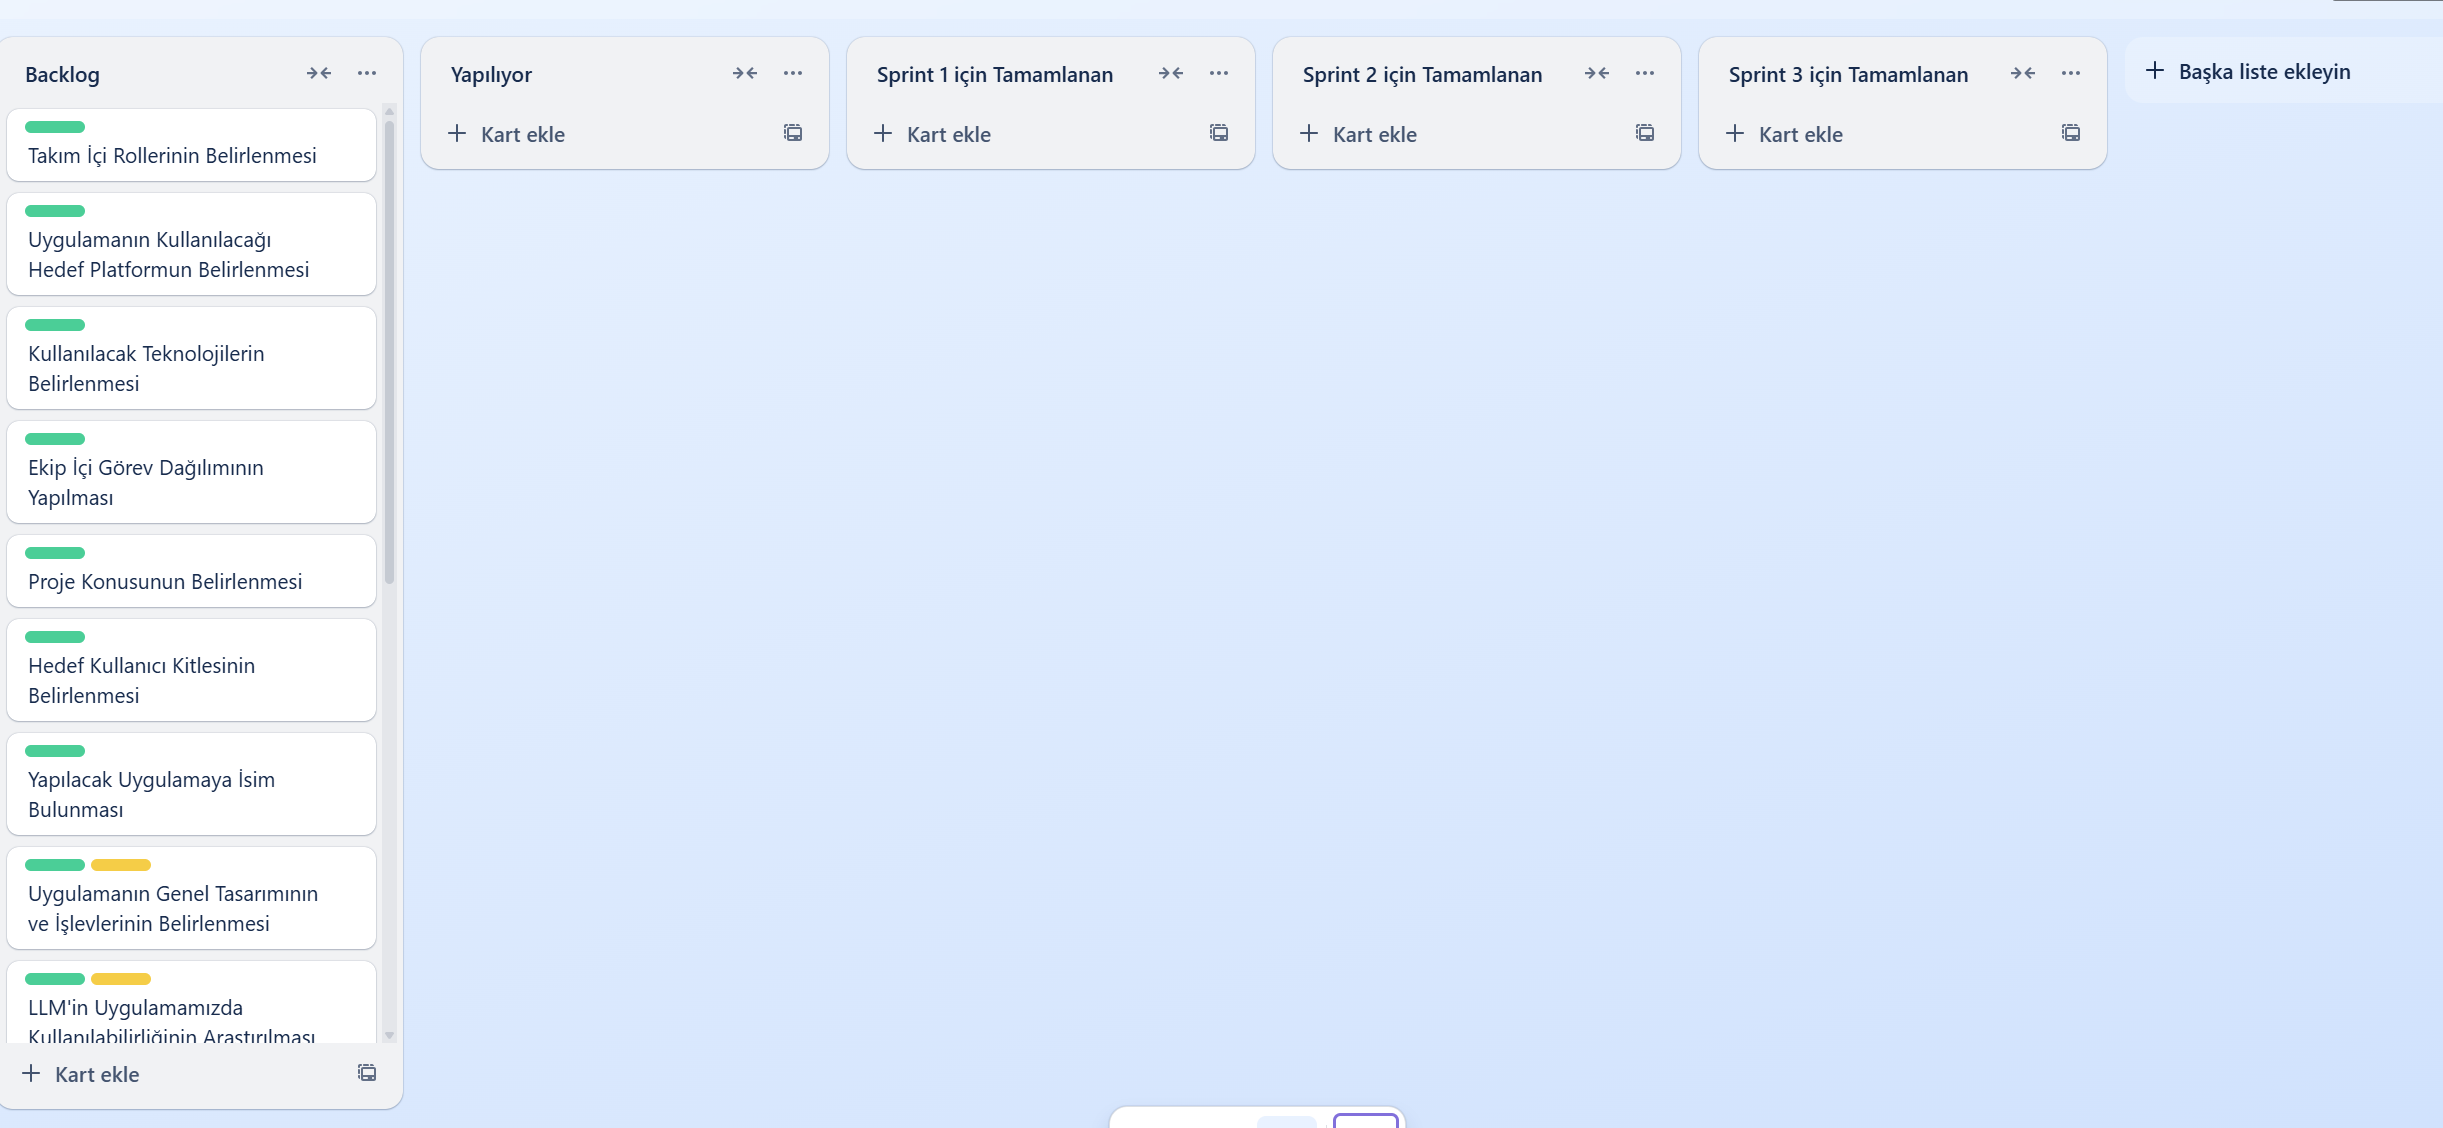 Backlog
Takım İçi Rollerinin Belirlenmesi
Uygulamanın Kullanılacağı
Hedef Platformun Belirlenmesi
Kullanılacak Teknolojilerin
Belirlenmesi
Ekip İçi Görev Dağılımının
Yapılması
Proje Konusunun Belirlenmesi
Hedef Kullanıcı Kitlesinin
Belirlenmesi
Yapılacak Uygulamaya İsim
Bulunması
Uygulamanın Genel Tasarımının
ve İşlevlerinin Belirlenmesi
LLM'in Uygulamamızda
Kullanılabilirliğinin Araştırılması
Kart ekle
Yapılıyor
Kart ekle
Sprint 1 için Tamamlanan
Kart ekle
Sprint 2 için Tamamlanan
Kart ekle
Sprint 3 için Tamamlanan
Kart ekle
Başka liste ekleyin